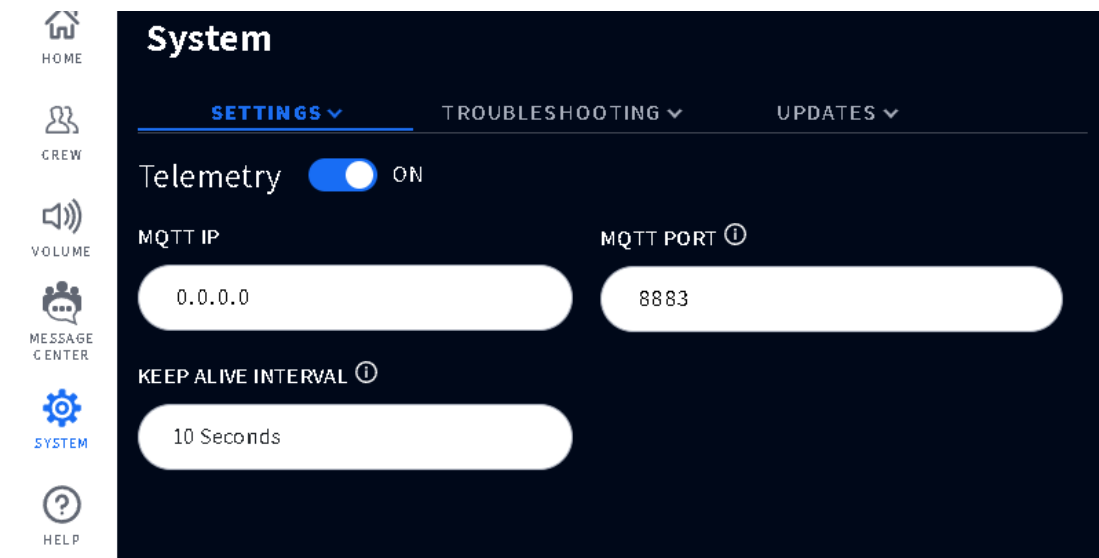 HOME
CREW
VOLUME
MESSAGE
CENTER
SYSTEM
HELP
System
SETTINGS
TROUBLESHOOTING
UPDATES
Telemetry
ON
MQTT IP
0.0.0.0
MQTT PORT
8883
KEEP ALIVE INTERVAL
10 Seconds